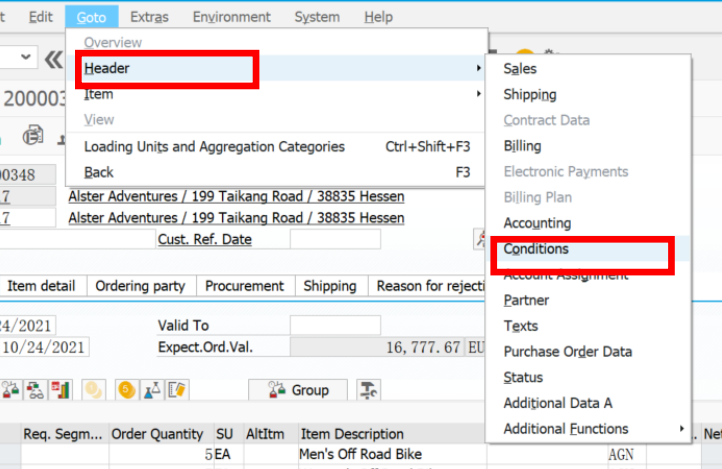 t Edit Goto Extras Environment System Help
Overview
Header
Sales
Item
Shipping
20000
View
Contract Data
Loading Units and Aggregation Categories Ctrl+Shift+F3
Billing
Back F3
Electronic Payments
00348
Billing Plan
17 Alster Adventures / 199 Taikang Road / 38835 Hessen
17 Alster Adventures / 199 Taikang Road / 38835 Hessen
Accounting
Cust. Ref. Date
Conditions
Account Assignment
Item detail Ordering party Procurement Shipping Reason for rejecti
Partner
24/2021 Valid To
Texts
10/24/2021 Expect.Ord.Val. 16,777.67 EU
Purchase Order Data
Status
Group
Additional Data A
Additional Functions
Req. Segm... Order Quantity SU AltItm Item Description Net
5 EA Men's Off Road Bike AGN